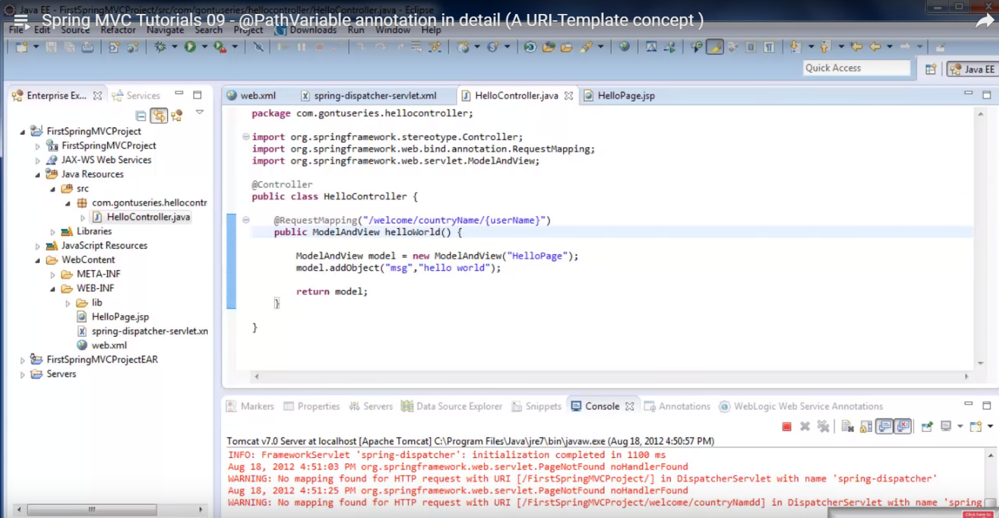 Java EE - FirstSpringMVCProject/src/com/gontuseries/hellocontroller/HelloController.java - Eclipse
Spring MVC Tutorials 09 - @PathVariable annotation in detail (A URI-Template concept )
File Edit Source Refactor Navigate Search Project Downloads Run Window Help
Quick Access
Java EE
Enterprise Ex...
Services
FirstSpringMVCProject
FirstSpringMVCProject
JAX-WS Web Services
Java Resources
src
com.gontuseries.hellocontr
HelloController.java
Libraries
JavaScript Resources
WebContent
META-INF
WEB-INF
lib
HelloPage.jsp
spring-dispatcher-servlet.xn
web.xml
FirstSpringMVCProjectEAR
Servers
web.xml
spring-dispatcher-servlet.xml
HelloController.java
HelloPage.jsp
package com.gontuseries.hellocontroller;
import org.springframework.stereotype.Controller;
import org.springframework.web.bind.annotation.RequestMapping;
import org.springframework.web.servlet.ModelAndView;
@Controller
public class HelloController {
@RequestMapping("/welcome/countryName/{userName}")
public ModelAndView helloWorld() {
ModelAndView model = new ModelAndView("HelloPage");
model.addObject("msg","hello world");
return model;
}
}
Markers
Properties
Servers
Data Source Explorer
Snippets
Console
Annotations
WebLogic Web Service Annotations
Tomcat v7.0 Server at localhost [Apache Tomcat] C:\Program Files\Java\jre7\bin\javaw.exe (Aug 18, 2012 4:50:57 PM)
INFO: FrameworkServlet 'spring-dispatcher': initialization completed in 1100 ms
Aug 18, 2012 4:51:03 PM org.springframework.web.servlet.PageNotFound noHandlerFound
WARNING: No mapping found for HTTP request with URI [/FirstSpringMVCProject/] in DispatcherServlet with name 'spring-dispatcher'
Aug 18, 2012 4:51:25 PM org.springframework.web.servlet.PageNotFound noHandlerFound
WARNING: No mapping found for HTTP request with URI [/FirstSpringMVCProject/welcome/countryNamdd] in DispatcherServlet with name 'spring
Click here to